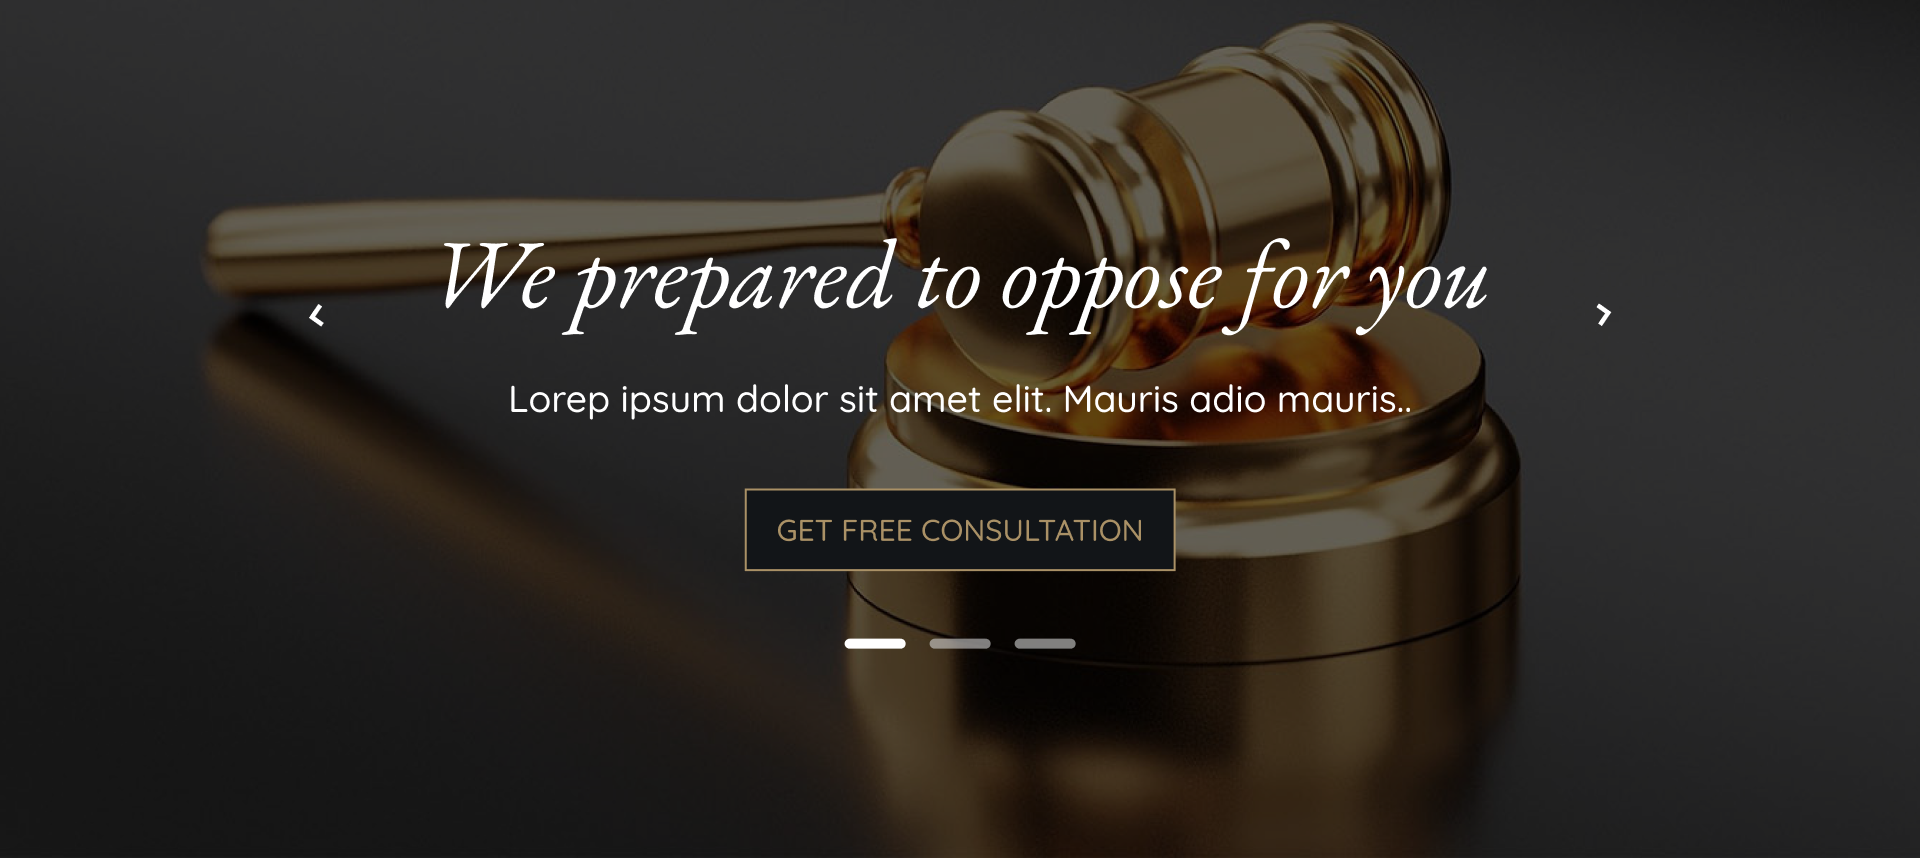 We prepared to oppose for you
Lorep ipsum dolor sit amet elit. Mauris adio mauris..
GET FREE CONSULTATION